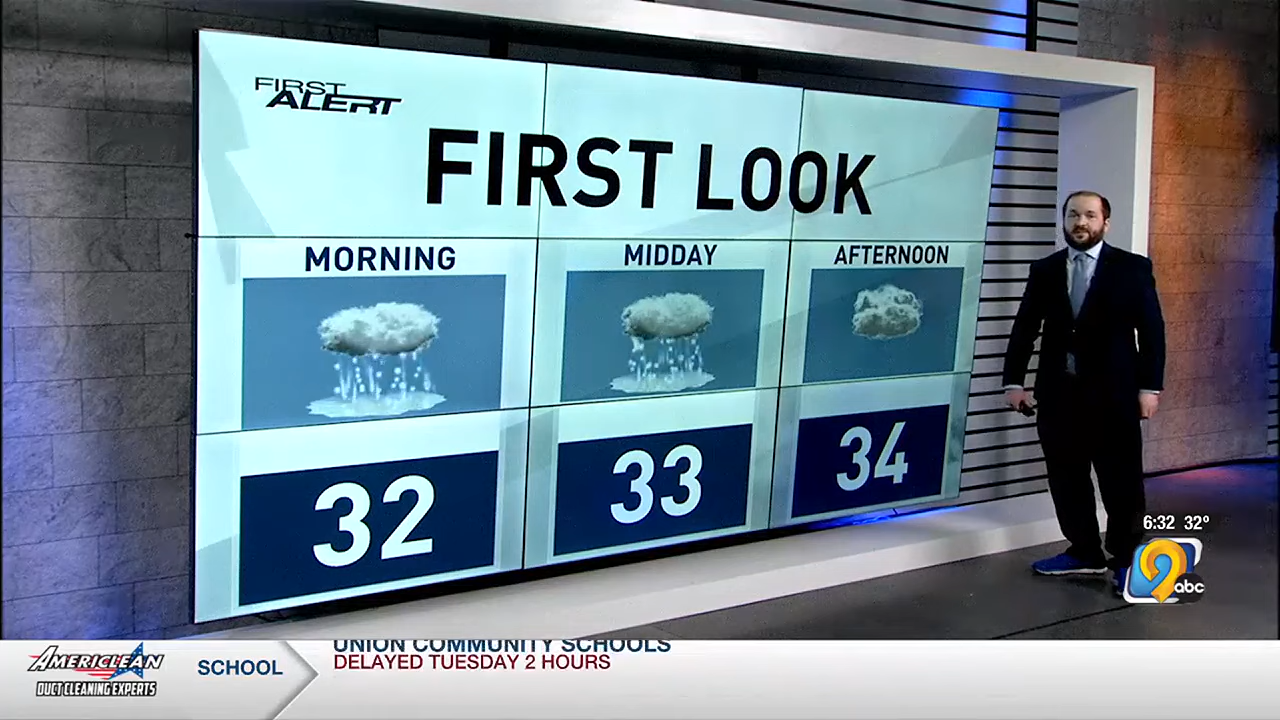 FIRST
ALERT
FIRST LOOK
MORNING
MIDDAY
AFTERNOON
32
33
34
6:32 32°
9
abc
AMERICLEAN
DUCT CLEANING EXPERTS
SCHOOL
UNION COMMUNITY SCHOOLS
DELAYED TUESDAY 2 HOURS